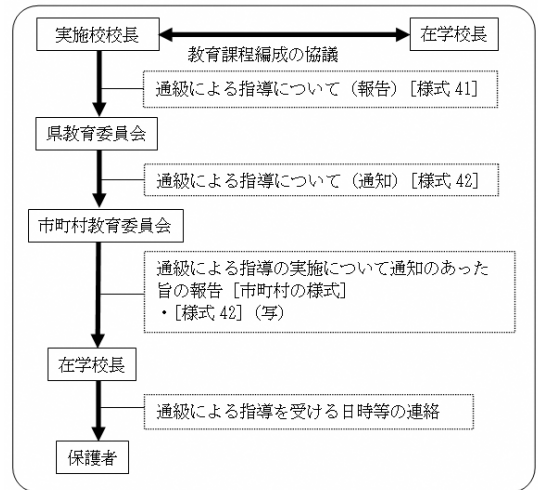 実施校校長
在学校長
教育課程編成の協議
通級による指導について（報告）［様式 41］
県教育委員会
通級による指導について（通知）［様式 42］
市町村教育委員会
通級による指導の実施について通知のあった
旨の報告［市町村の様式］
・［様式 42］（写）
在学校長
通級による指導を受ける日時等の連絡
保護者